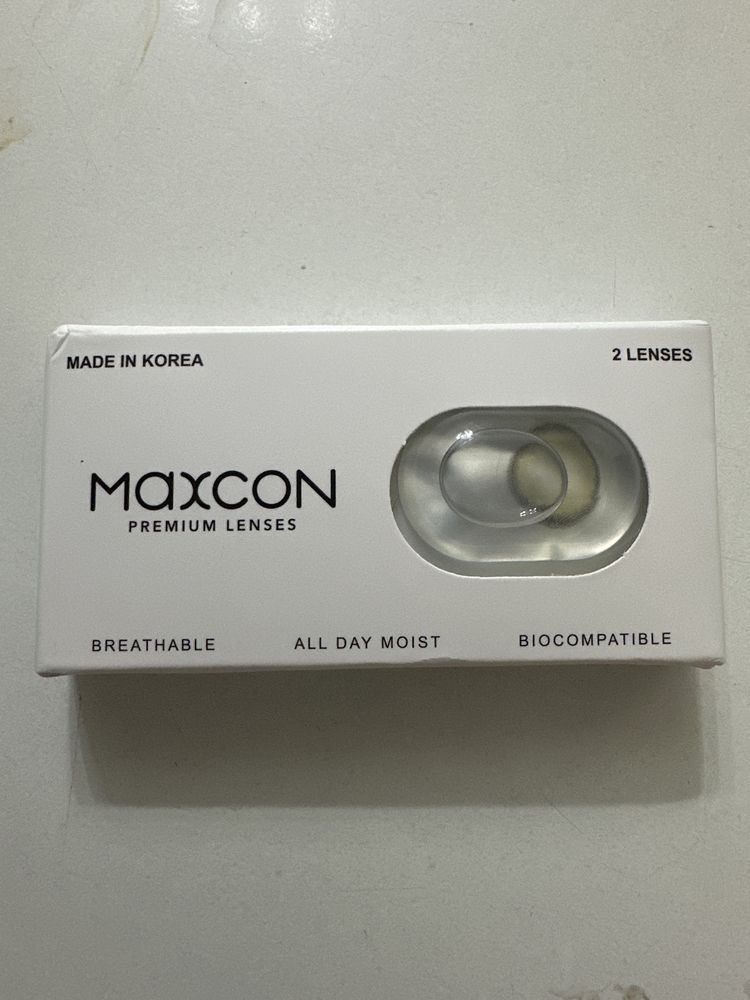 MADE IN KOREA
2 LENSES
MaxCON
PREMIUM LENSES
BREATHABLE
ALL DAY MOIST
BIOCOMPATIBLE